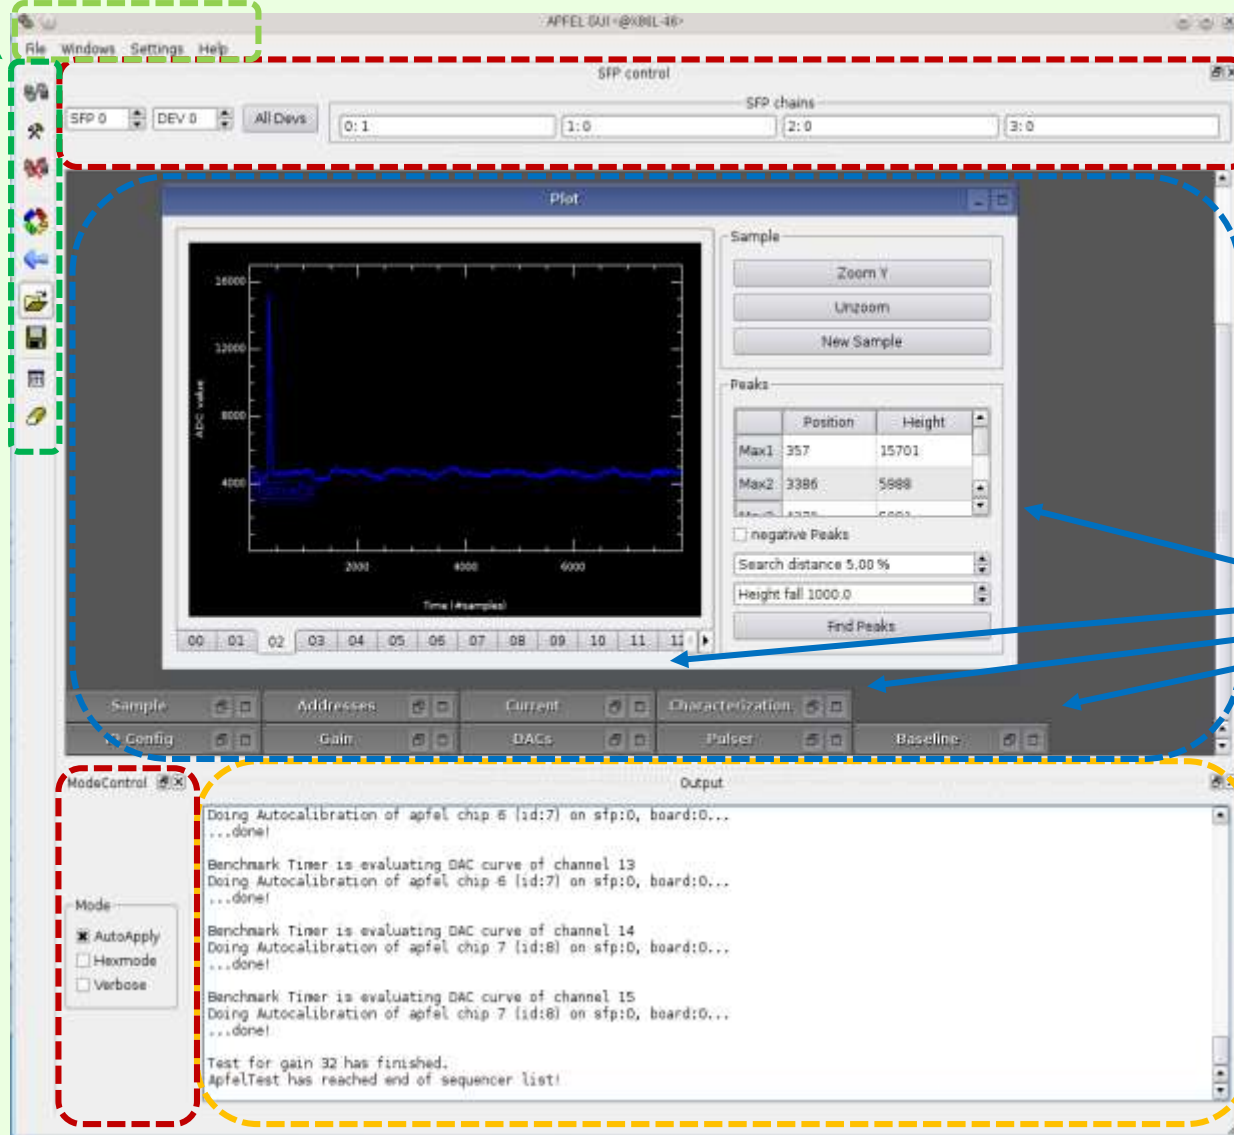 APFEL GUI <@X86L-46>
File Windows Settings Help
SFP control
SFP 0 DEV 0 All Devs
SFP chains
0: 1 1: 0 2: 0 3: 0
Plot
16000
12000
8000
4000
ADC value
2000 4000 6000
Time [#samples]
00 01 02 03 04 05 06 07 08 09 10 11 12
Sample
Zoom Y
Unzoom
New Sample
Peaks
Position Height
Max1 357 15701
Max2 3386 5988
negative Peaks
Search distance 5.00 %
Height fall 1000.0
Find Peaks
Sample Addresses Current Characterization
Config Gain DACs Pulser Baseline
ModeControl
Mode
AutoApply
Hexmode
Verbose
Output
Doing Autocalibration of apfel chip 6 (id:7) on sfp:0, board:0...
...done!
Benchmark Timer is evaluating DAC curve of channel 13
Doing Autocalibration of apfel chip 6 (id:7) on sfp:0, board:0...
...done!
Benchmark Timer is evaluating DAC curve of channel 14
Doing Autocalibration of apfel chip 7 (id:8) on sfp:0, board:0...
...done!
Benchmark Timer is evaluating DAC curve of channel 15
Doing Autocalibration of apfel chip 7 (id:8) on sfp:0, board:0...
...done!
Test for gain 32 has finished.
ApfelTest has reached end of sequencer list!